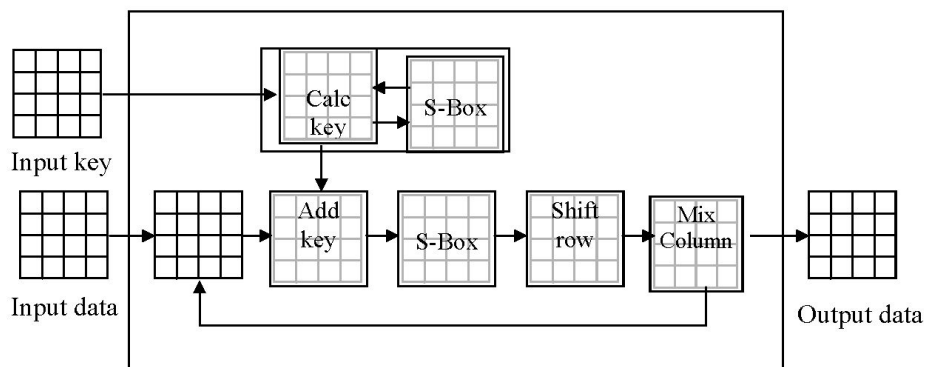 Calc
key
S-Box
Input key
Add
key
S-Box
Shift
row
Mix
Column
Input data
Output data